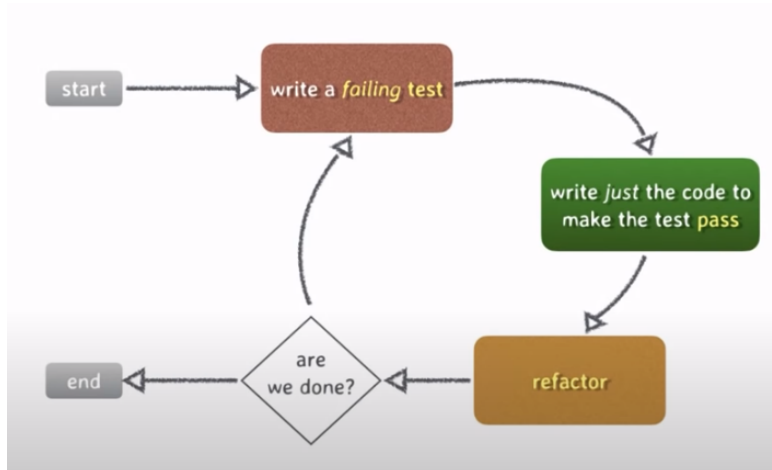 start
write a failing test
write just the code to
make the test pass
refactor
are
we done?
end